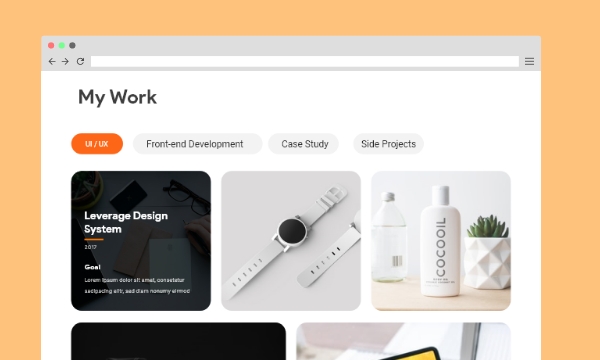 My Work
UI / UX
Front-end Development
Case Study
Side Projects
Leverage Design
System
2017
Goal
Lorem ipsum dolor sit amet, consetetur
sadipscing elitr, sed diam nonumy eirmod
COCOOIL